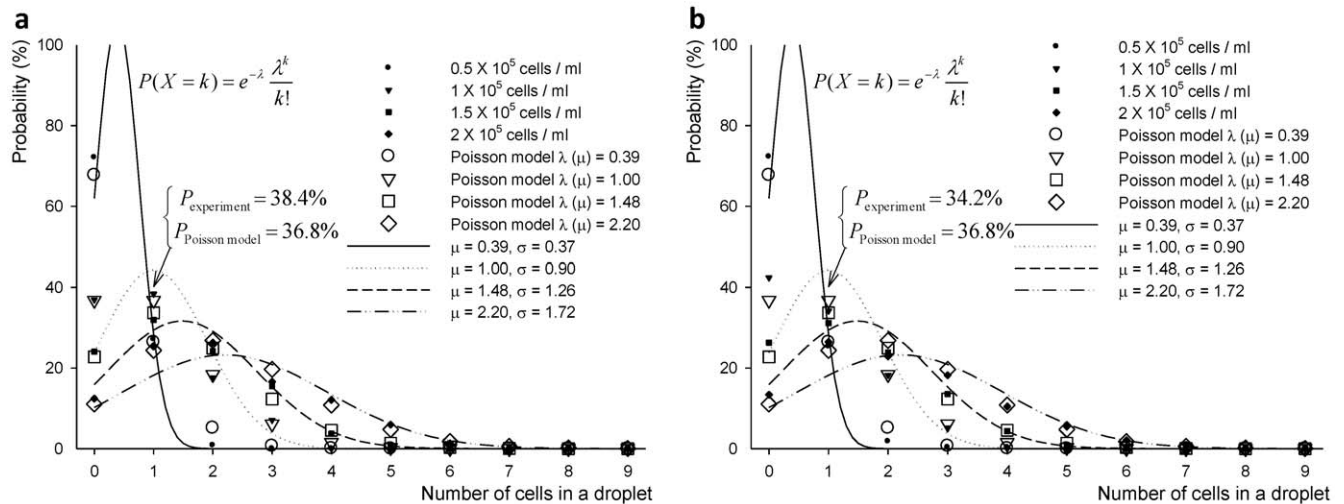 a
Probability (%)
100
80
60
40
20
0
P(X = k) = e^{-λ} λ^k / k!
0.5 X 10^5 cells / ml
1 X 10^5 cells / ml
1.5 X 10^5 cells / ml
2 X 10^5 cells / ml
Poisson model λ (μ) = 0.39
Poisson model λ (μ) = 1.00
Poisson model λ (μ) = 1.48
Poisson model λ (μ) = 2.20
μ = 0.39, σ = 0.37
μ = 1.00, σ = 0.90
μ = 1.48, σ = 1.26
μ = 2.20, σ = 1.72
P_experiment = 38.4%
P_Poisson model = 36.8%
0 1 2 3 4 5 6 7 8 9
Number of cells in a droplet
b
Probability (%)
100
80
60
40
20
0
P(X = k) = e^{-λ} λ^k / k!
0.5 X 10^5 cells / ml
1 X 10^5 cells / ml
1.5 X 10^5 cells / ml
2 X 10^5 cells / ml
Poisson model λ (μ) = 0.39
Poisson model λ (μ) = 1.00
Poisson model λ (μ) = 1.48
Poisson model λ (μ) = 2.20
μ = 0.39, σ = 0.37
μ = 1.00, σ = 0.90
μ = 1.48, σ = 1.26
μ = 2.20, σ = 1.72
P_experiment = 34.2%
P_Poisson model = 36.8%
0 1 2 3 4 5 6 7 8 9
Number of cells in a droplet